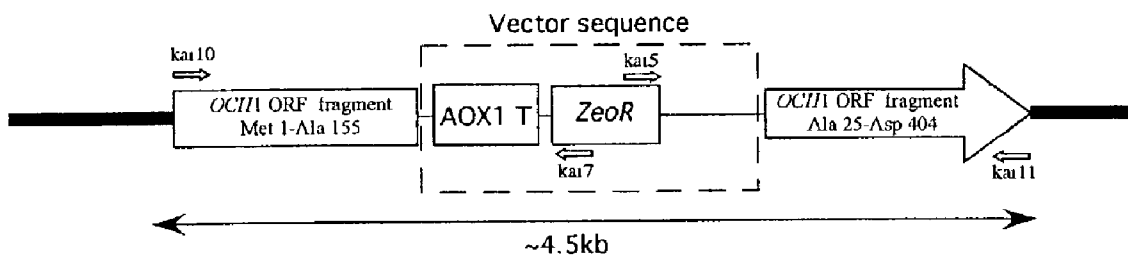 Vector sequence
kai10
kai5
OCH1 ORF fragment
Met 1-Ala 155
AOX1 T
ZeoR
OCH1 ORF fragment
Ala 25-Asp 404
kai7
kai11
~4.5kb